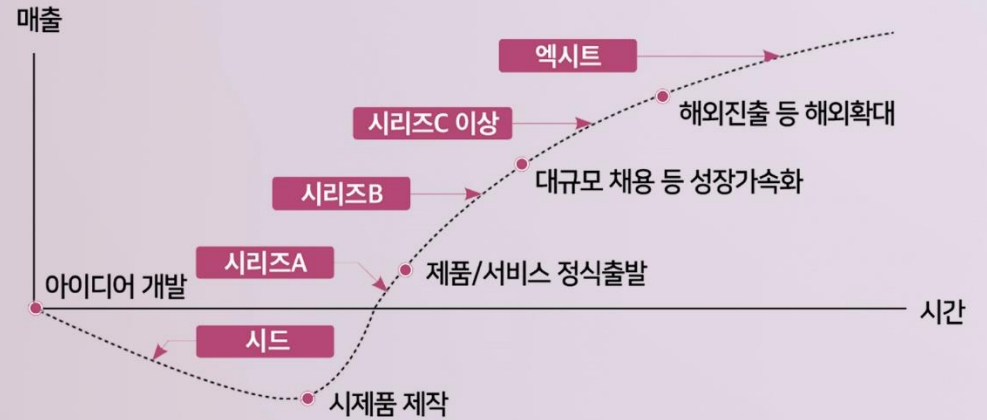 매출
엑시트
해외진출 등 해외확대
시리즈C 이상
대규모 채용 등 성장가속화
시리즈B
시리즈A
제품/서비스 정식출발
아이디어 개발
시간
시드
시제품 제작